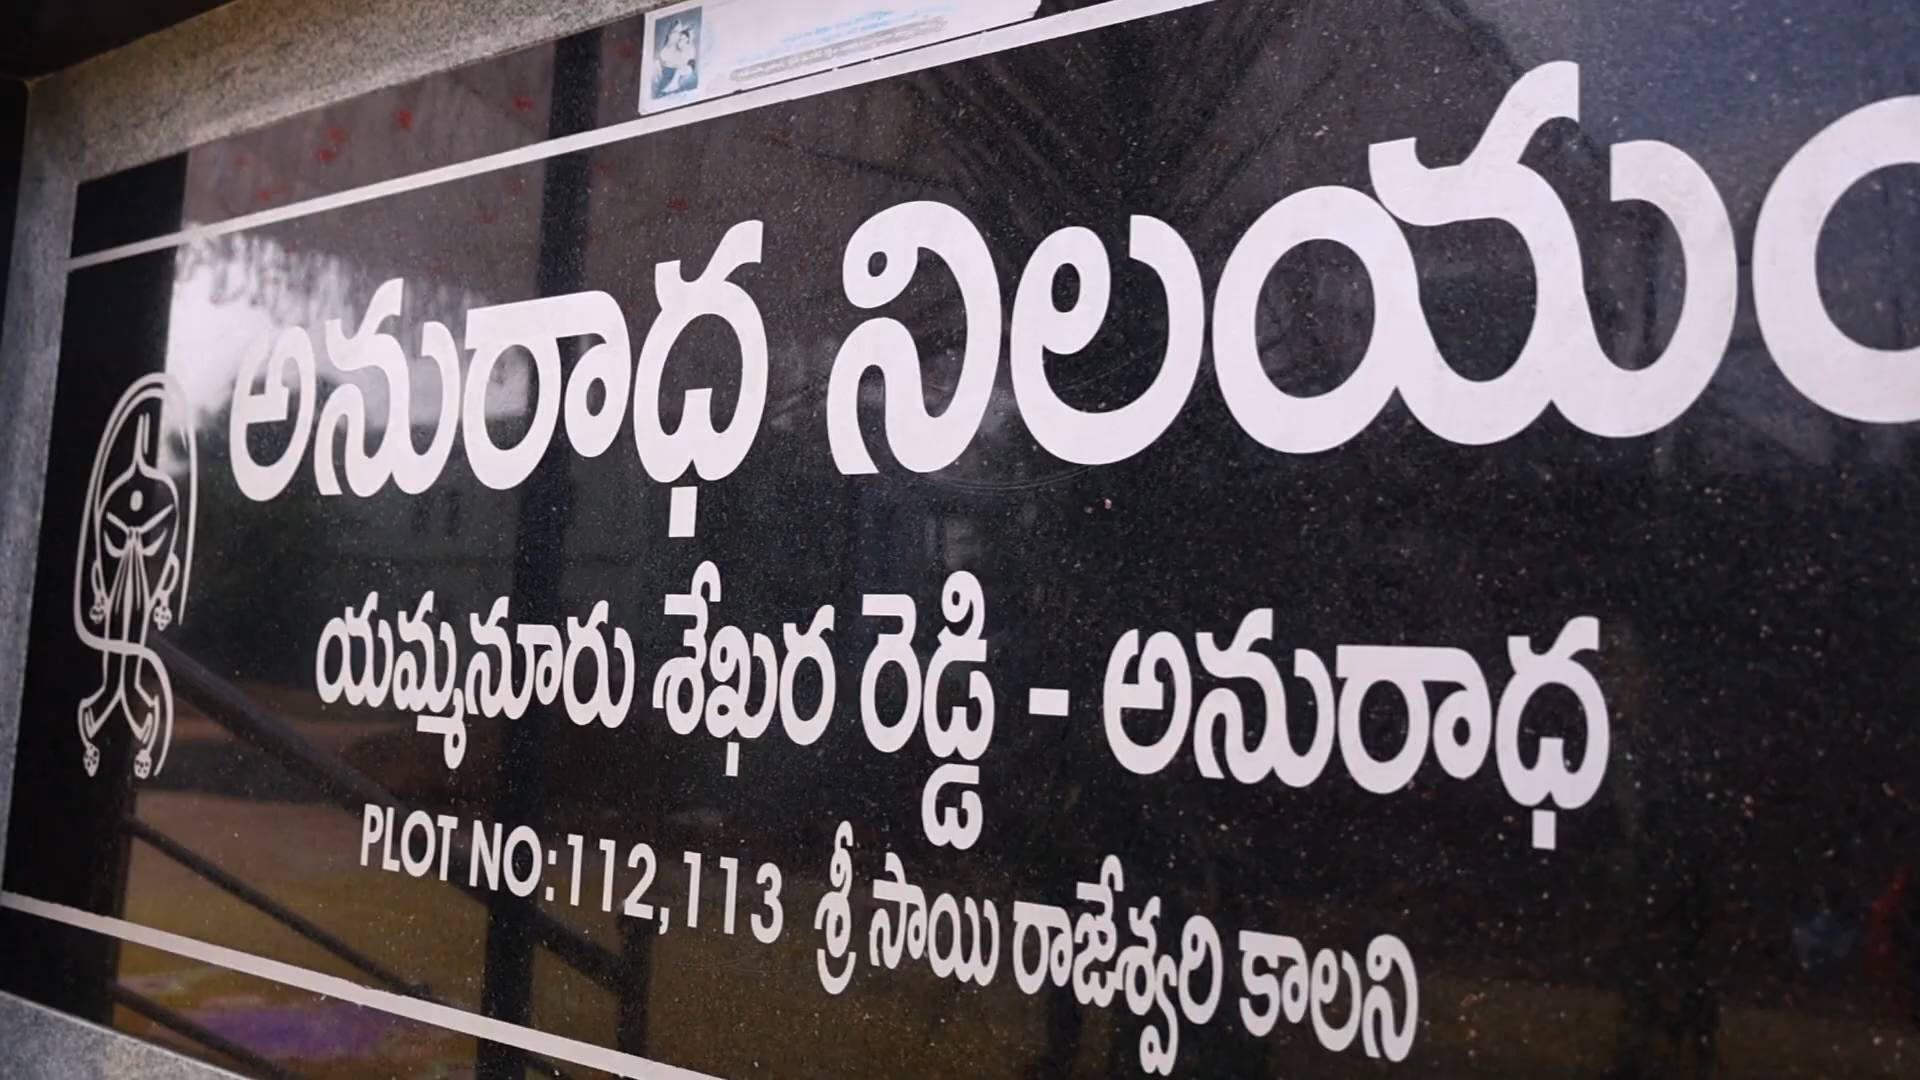 అనురాధ నిలయం
యమ్మనూరు శేఖర రెడ్డి - అనురాధ
PLOT NO:112,113 శ్రీ సాయి రాజేశ్వరి కాలని